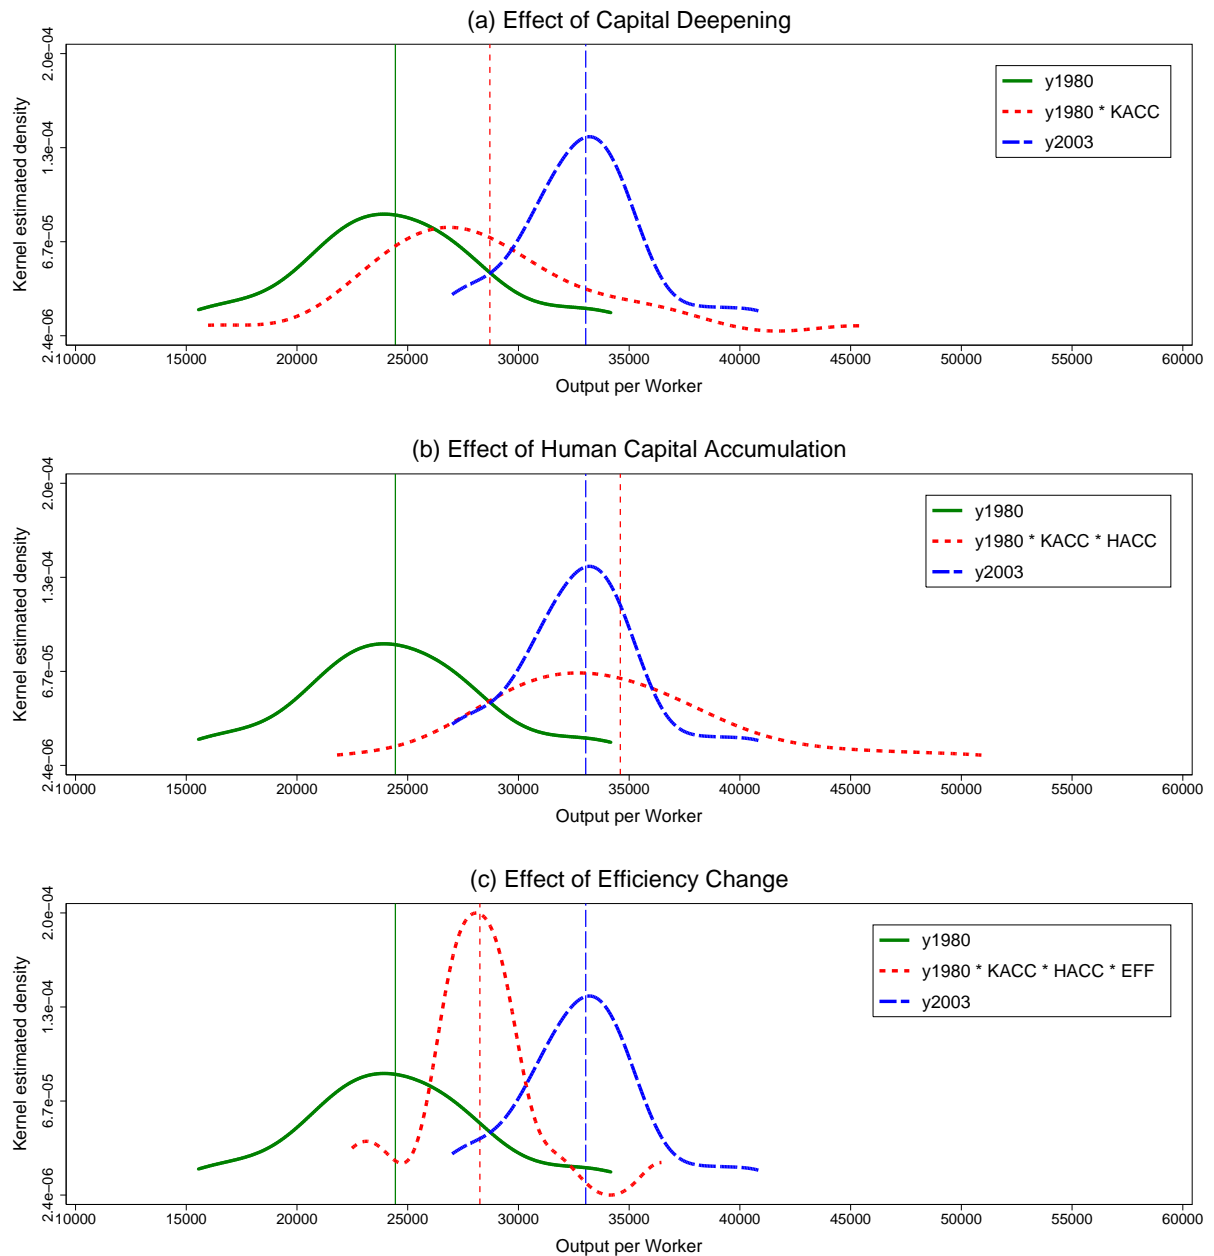 (a) Effect of Capital Deepening
Kernel estimated density
2.0e−04
1.3e−04
6.7e−05
2.4e−06
y1980
y1980 * KACC
y2003
10000 15000 20000 25000 30000 35000 40000 45000 50000 55000 60000
Output per Worker
(b) Effect of Human Capital Accumulation
Kernel estimated density
2.0e−04
1.3e−04
6.7e−05
2.4e−06
y1980
y1980 * KACC * HACC
y2003
10000 15000 20000 25000 30000 35000 40000 45000 50000 55000 60000
Output per Worker
(c) Effect of Efficiency Change
Kernel estimated density
2.0e−04
1.3e−04
6.7e−05
2.4e−06
y1980
y1980 * KACC * HACC * EFF
y2003
10000 15000 20000 25000 30000 35000 40000 45000 50000 55000 60000
Output per Worker